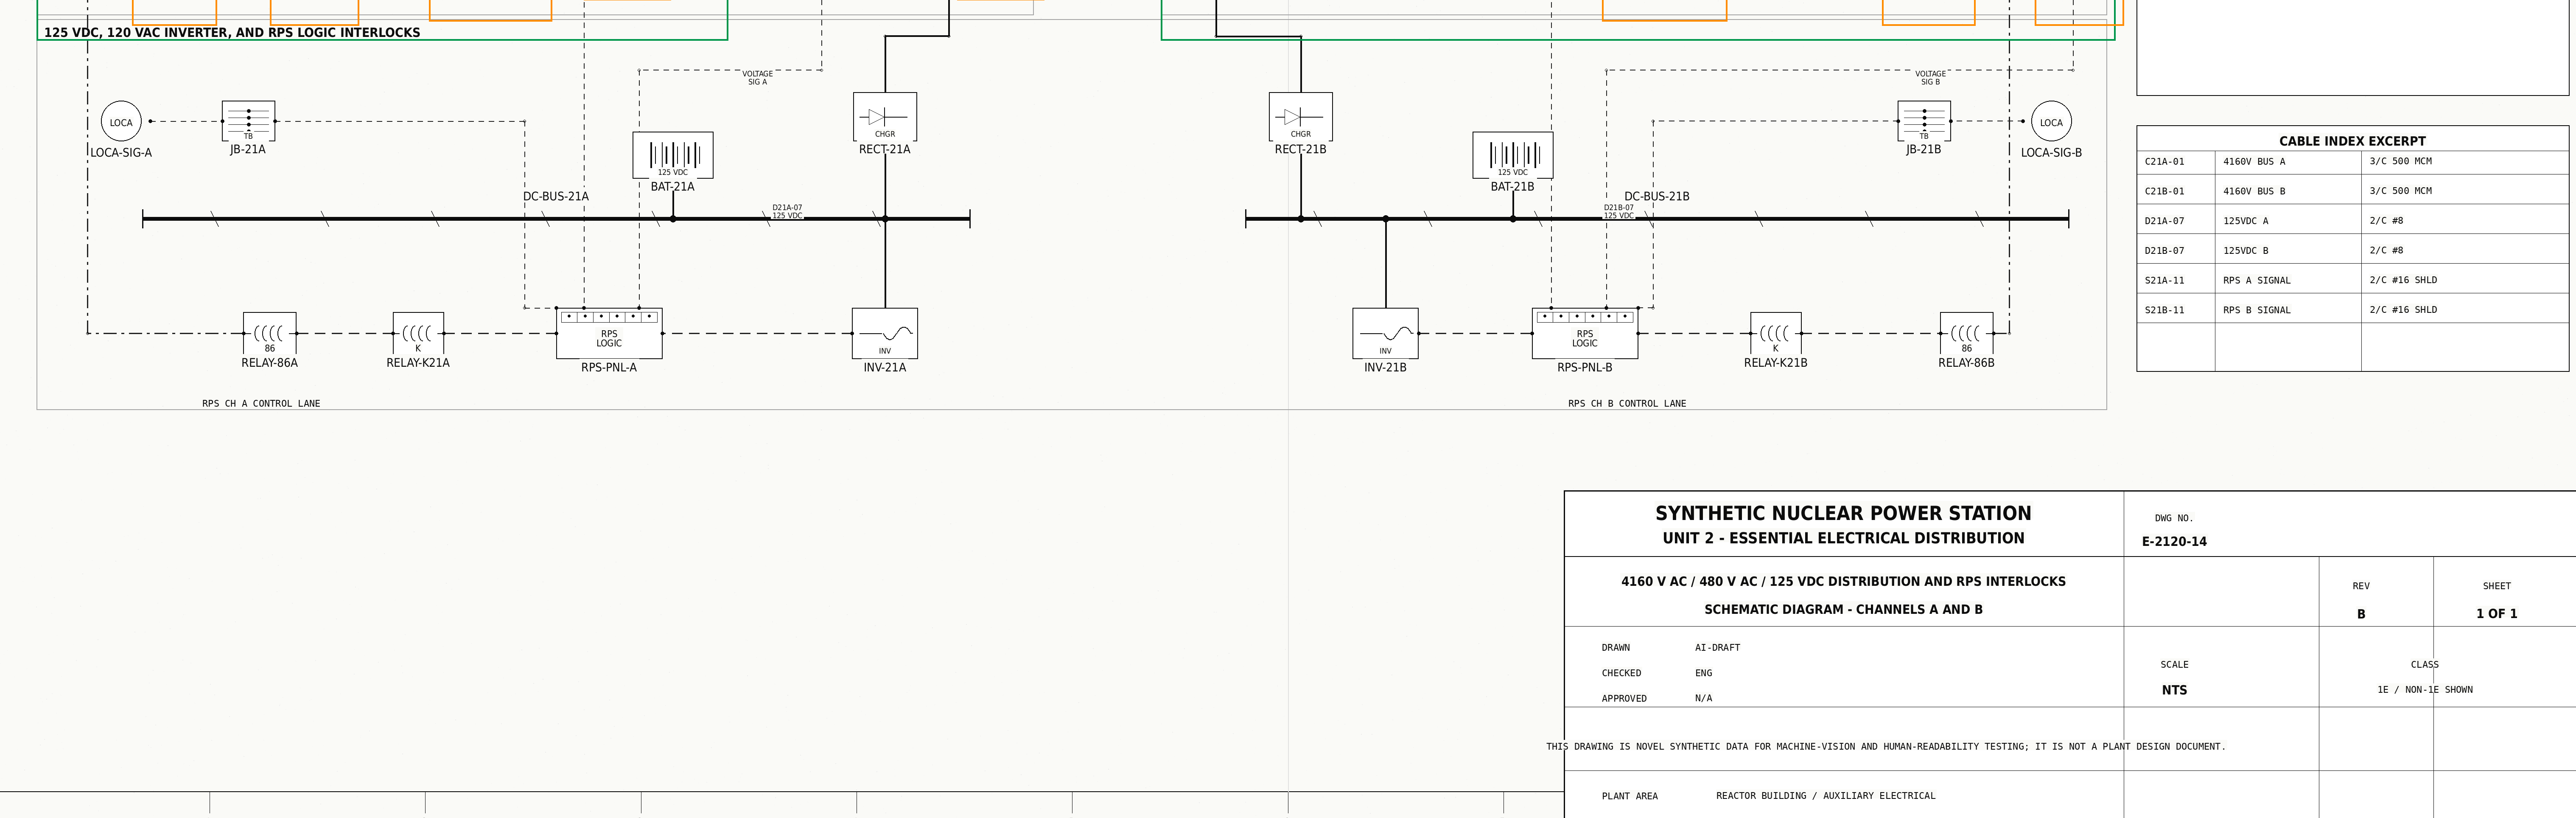 125 VDC, 120 VAC INVERTER, AND RPS LOGIC INTERLOCKS
VOLTAGE
SIG A
LOCA
LOCA-SIG-A
TB
JB-21A
125 VDC
BAT-21A
CHGR
RECT-21A
DC-BUS-21A
D21A-07
125 VDC
86
RELAY-86A
K
RELAY-K21A
RPS
LOGIC
RPS-PNL-A
INV
INV-21A
RPS CH A CONTROL LANE
VOLTAGE
SIG B
CHGR
RECT-21B
125 VDC
BAT-21B
TB
JB-21B
LOCA
LOCA-SIG-B
DC-BUS-21B
D21B-07
125 VDC
INV
INV-21B
RPS
LOGIC
RPS-PNL-B
K
RELAY-K21B
86
RELAY-86B
RPS CH B CONTROL LANE
CABLE INDEX EXCERPT
C21A-01 4160V BUS A 3/C 500 MCM
C21B-01 4160V BUS B 3/C 500 MCM
D21A-07 125VDC A 2/C #8
D21B-07 125VDC B 2/C #8
S21A-11 RPS A SIGNAL 2/C #16 SHLD
S21B-11 RPS B SIGNAL 2/C #16 SHLD
SYNTHETIC NUCLEAR POWER STATION
UNIT 2 - ESSENTIAL ELECTRICAL DISTRIBUTION
DWG NO.
E-2120-14
4160 V AC / 480 V AC / 125 VDC DISTRIBUTION AND RPS INTERLOCKS
SCHEMATIC DIAGRAM - CHANNELS A AND B
REV
B
SHEET
1 OF 1
DRAWN AI-DRAFT
CHECKED ENG
APPROVED N/A
SCALE
NTS
CLASS
1E / NON-1E SHOWN
THIS DRAWING IS NOVEL SYNTHETIC DATA FOR MACHINE-VISION AND HUMAN-READABILITY TESTING; IT IS NOT A PLANT DESIGN DOCUMENT.
PLANT AREA REACTOR BUILDING / AUXILIARY ELECTRICAL